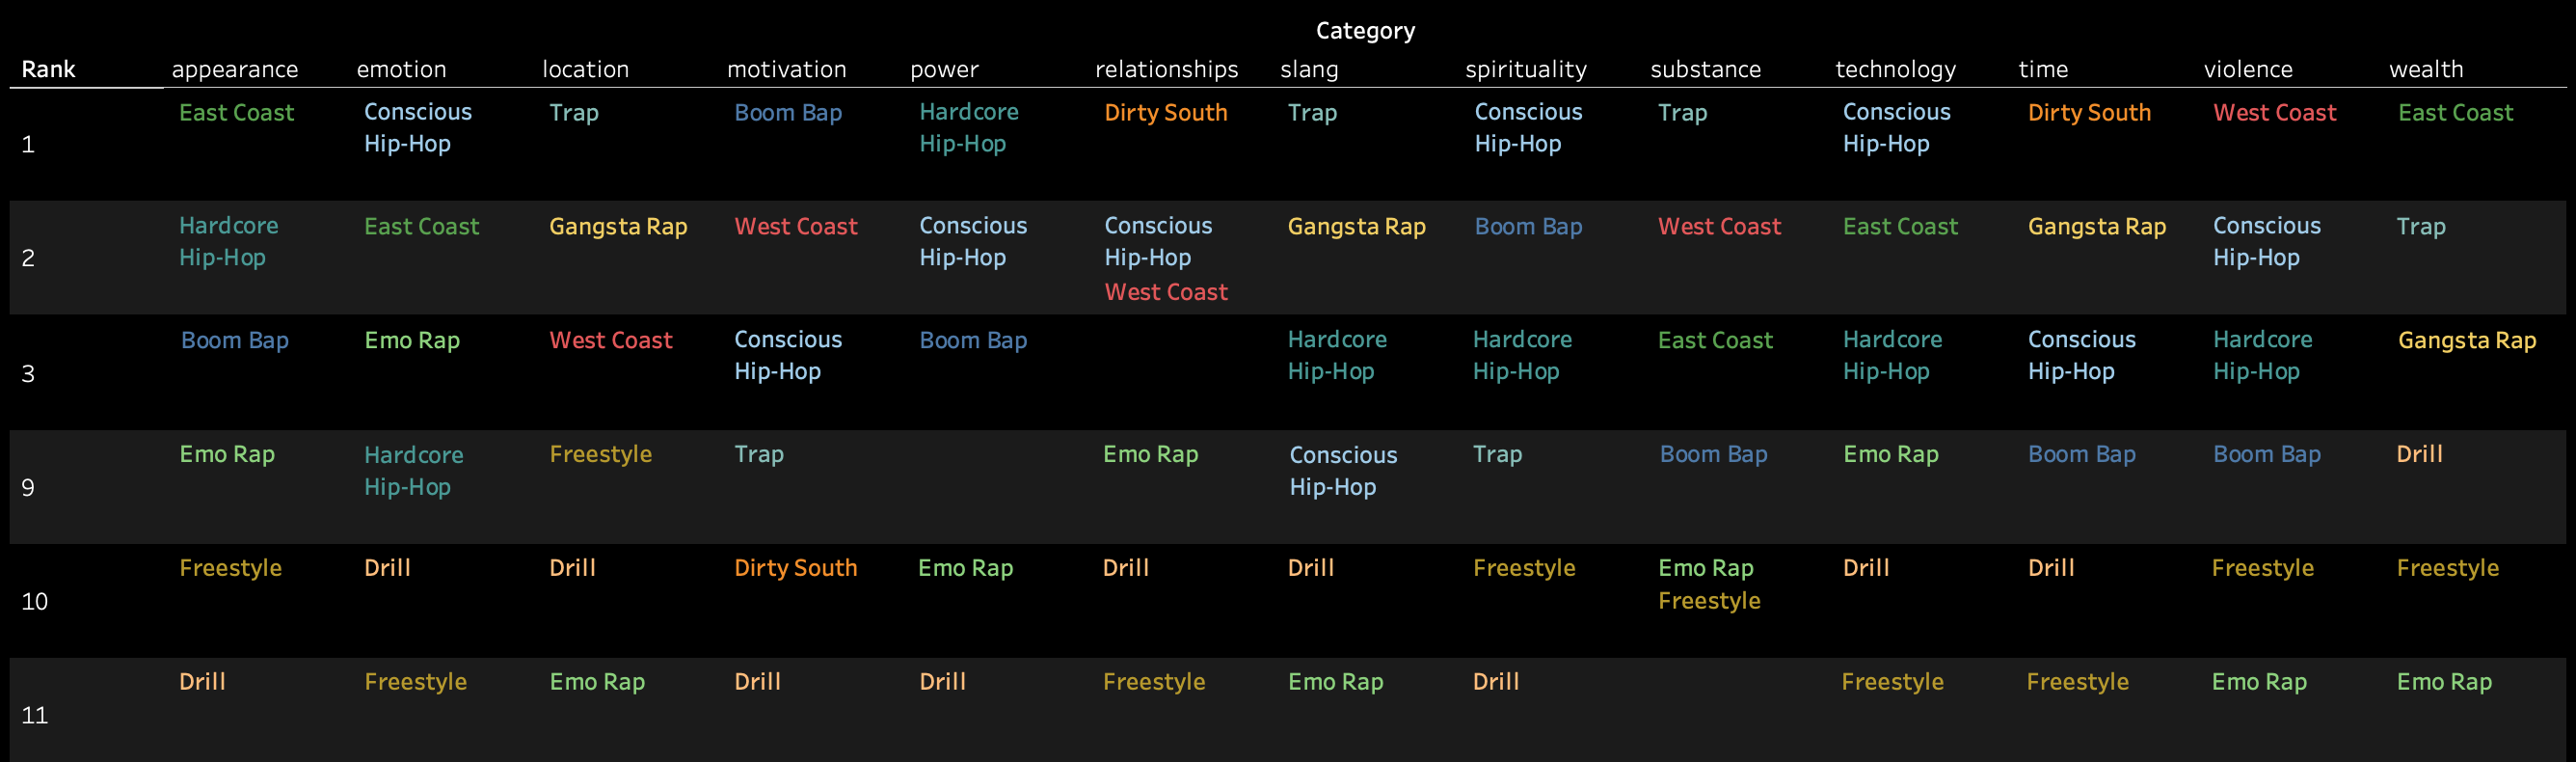 Category
Rank appearance emotion location motivation power relationships slang spirituality substance technology time violence wealth
East Coast Conscious Trap Boom Bap Hardcore Dirty South Trap Conscious Trap Conscious Dirty South West Coast East Coast
1 Hip-Hop Hip-Hop Hip-Hop Hip-Hop
Hardcore East Coast Gangsta Rap West Coast Conscious Conscious Gangsta Rap Boom Bap West Coast East Coast Gangsta Rap Conscious Trap
2 Hip-Hop Hip-Hop Hip-Hop Hip-Hop
West Coast
Boom Bap Emo Rap West Coast Conscious Boom Bap Hardcore Hardcore East Coast Hardcore Conscious Hardcore Gangsta Rap
3 Hip-Hop Hip-Hop Hip-Hop Hip-Hop Hip-Hop Hip-Hop
Emo Rap Hardcore Freestyle Trap Emo Rap Conscious Trap Boom Bap Emo Rap Boom Bap Boom Bap Drill
9 Hip-Hop Hip-Hop
Freestyle Drill Drill Dirty South Emo Rap Drill Drill Freestyle Emo Rap Drill Drill Freestyle Freestyle
10 Freestyle
Drill Freestyle Emo Rap Drill Drill Freestyle Emo Rap Drill Freestyle Freestyle Emo Rap Emo Rap
11